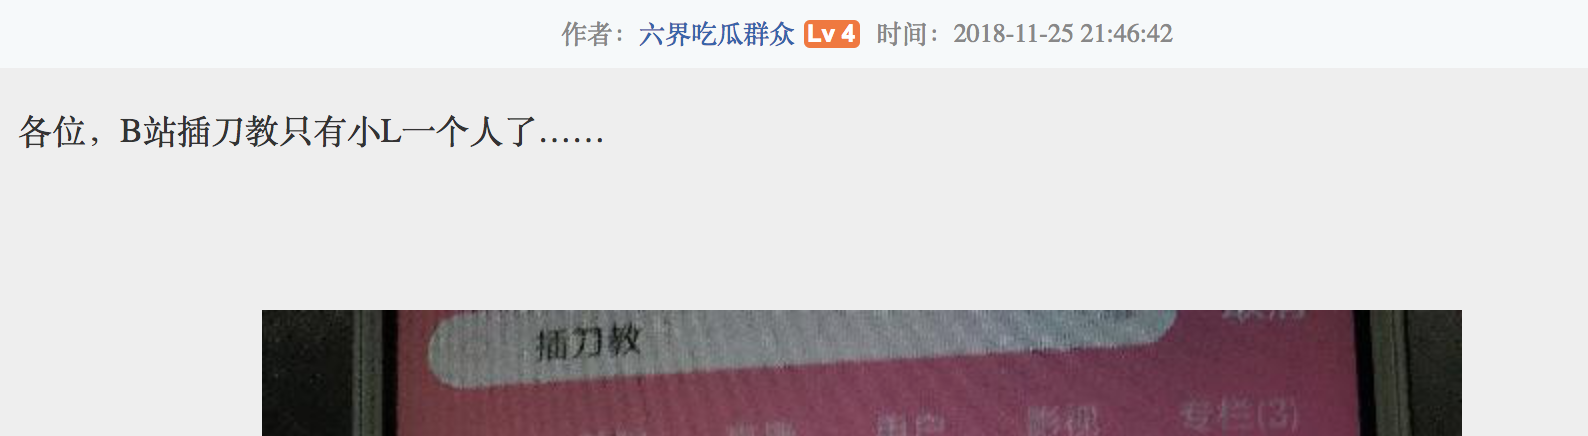 作者：六界吃瓜群众 Lv 4 时间：2018-11-25 21:46:42
各位，B站插刀教只有小L一个人了……
插刀教 取消
用户 影视 专栏(3)